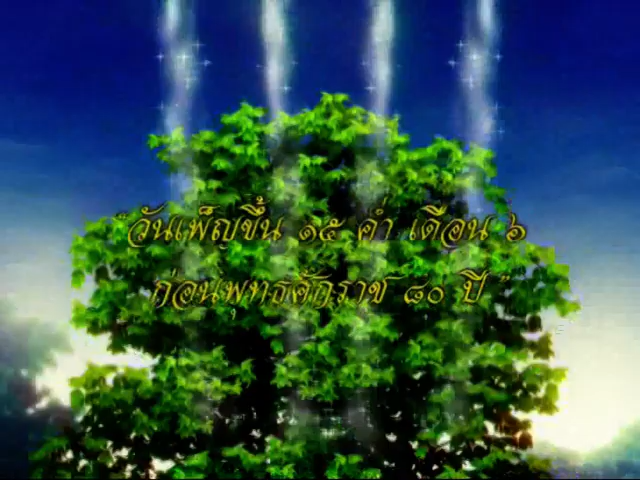 "วันเพ็ญขึ้น ๑๕ ค่ำ เดือน ๖
ก่อนพุทธศักราช ๘๐ ปี"